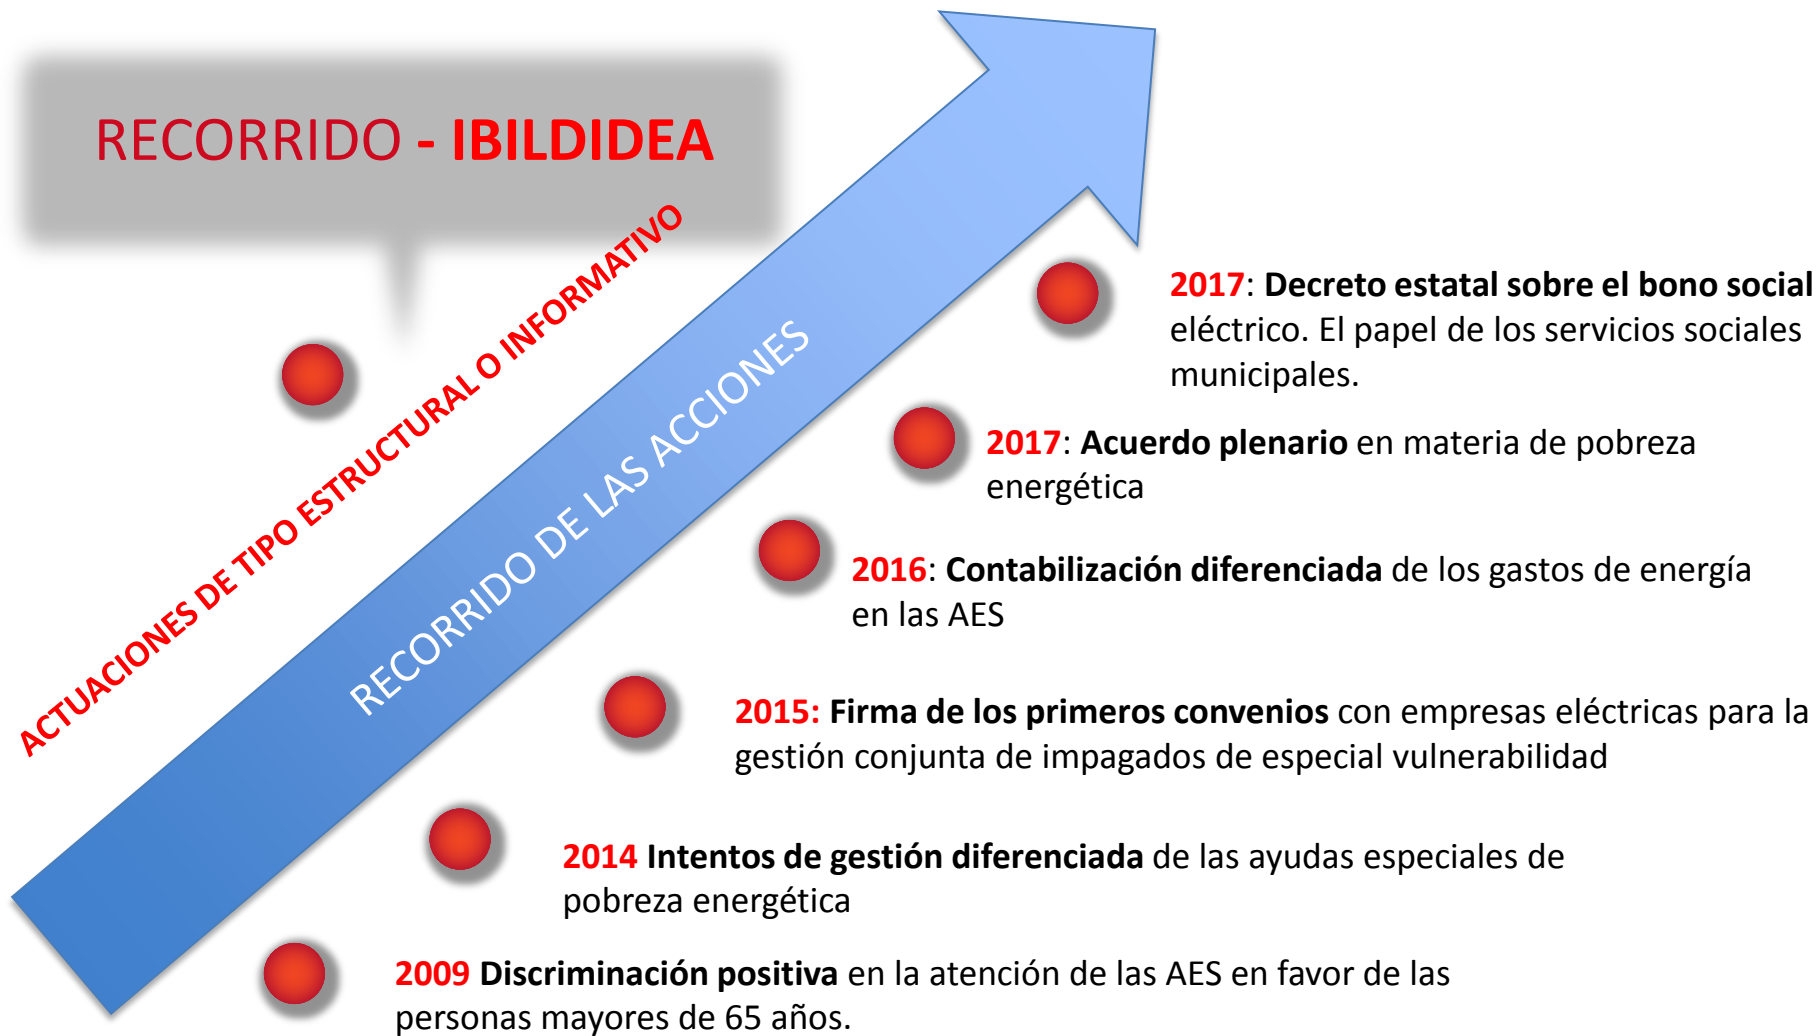 RECORRIDO - IBILDIDEA
ACTUACIONES DE TIPO ESTRUCTURAL O INFORMATIVO
RECORRIDO DE LAS ACCIONES
2017: Decreto estatal sobre el bono social
eléctrico. El papel de los servicios sociales
municipales.
2017: Acuerdo plenario en materia de pobreza
energética
2016: Contabilización diferenciada de los gastos de energía
en las AES
2015: Firma de los primeros convenios con empresas eléctricas para la
gestión conjunta de impagados de especial vulnerabilidad
2014 Intentos de gestión diferenciada de las ayudas especiales de
pobreza energética
2009 Discriminación positiva en la atención de las AES en favor de las
personas mayores de 65 años.